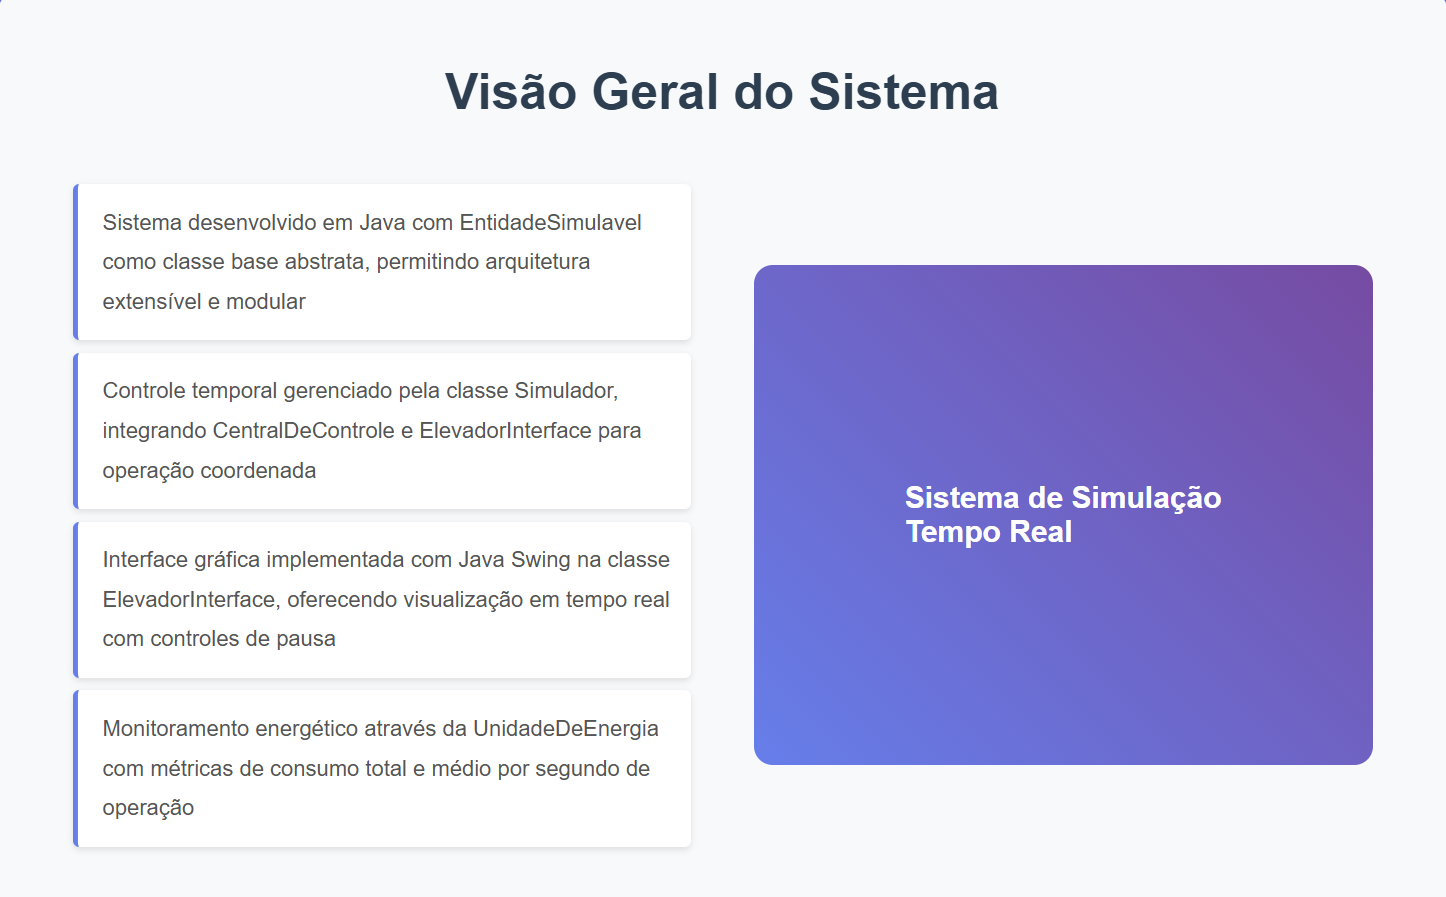 Visão Geral do Sistema
Sistema desenvolvido em Java com EntidadeSimulavel
como classe base abstrata, permitindo arquitetura
extensível e modular
Controle temporal gerenciado pela classe Simulador,
integrando CentralDeControle e ElevadorInterface para
operação coordenada
Interface gráfica implementada com Java Swing na classe
ElevadorInterface, oferecendo visualização em tempo real
com controles de pausa
Monitoramento energético através da UnidadeDeEnergia
com métricas de consumo total e médio por segundo de
operação
Sistema de Simulação
Tempo Real